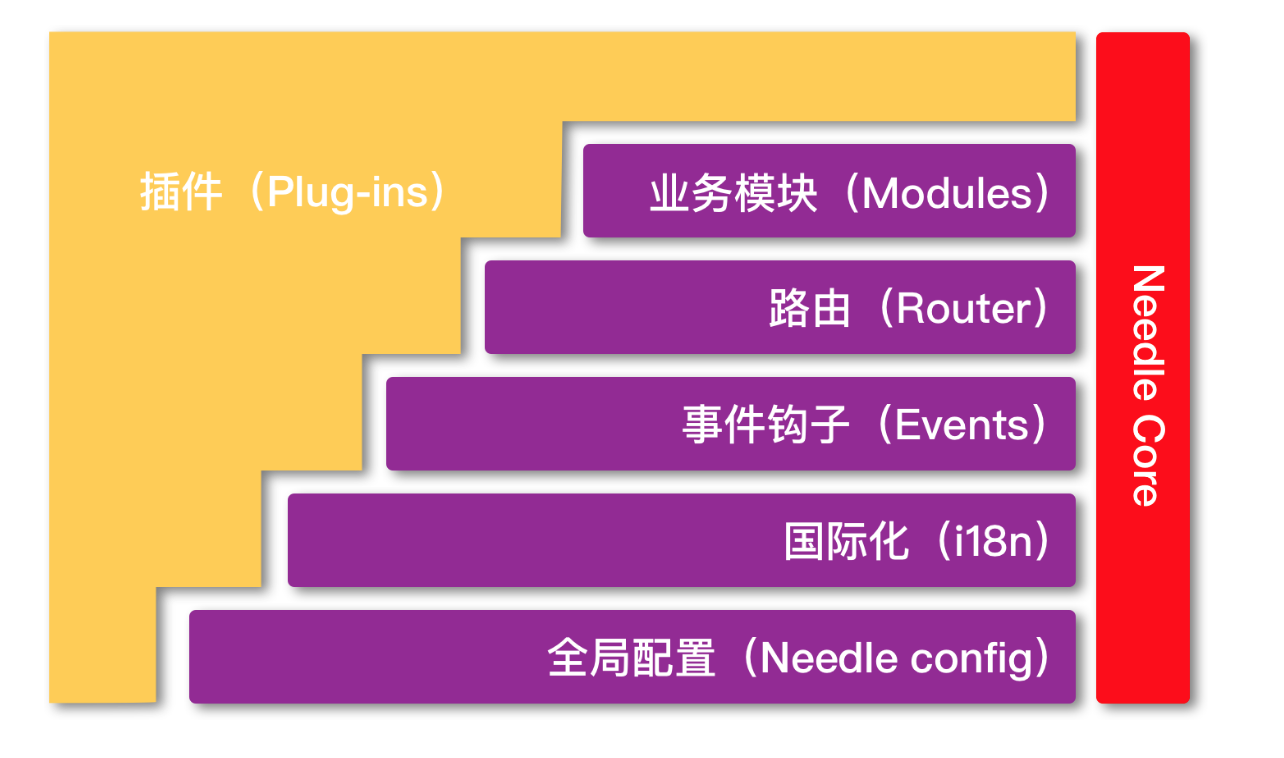 插件（Plug-ins）
业务模块（Modules）
路由（Router）
事件钩子（Events）
国际化（i18n）
全局配置（Needle config）
Needle Core